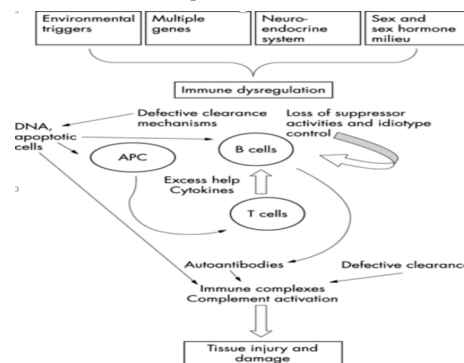 Environmental
triggers
Multiple
genes
Neuro-
endocrine
system
Sex and
sex hormone
milieu
Immune dysregulation
Defective clearance
mechanisms
Loss of suppressor
activities and idiotype
control
DNA,
apoptotic
cells
APC
B cells
Excess help
Cytokines
T cells
Autoantibodies
Defective clearance
Immune complexes
Complement activation
Tissue injury and
damage